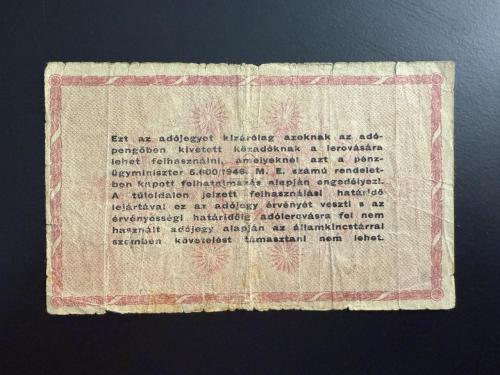 Ezt az adójegyet kizárólag azoknak az adó-
pengőben kivetett közadóknak a lerovására
lehet felhasználni, amelyeknél azt a pénz-
ügyminiszter 5.600/1946. M. E. számú rendelet-
ben kapott felhatalmazás alapján engedélyezi.
A túloldalon jelzett felhasználási határidő
lejártával ez az adójegy érvényét veszti s az
érvényességi határidőig adólerovásra fel nem
használt adójegy alapján az államkincstárral
szemben követelést támasztani nem lehet.